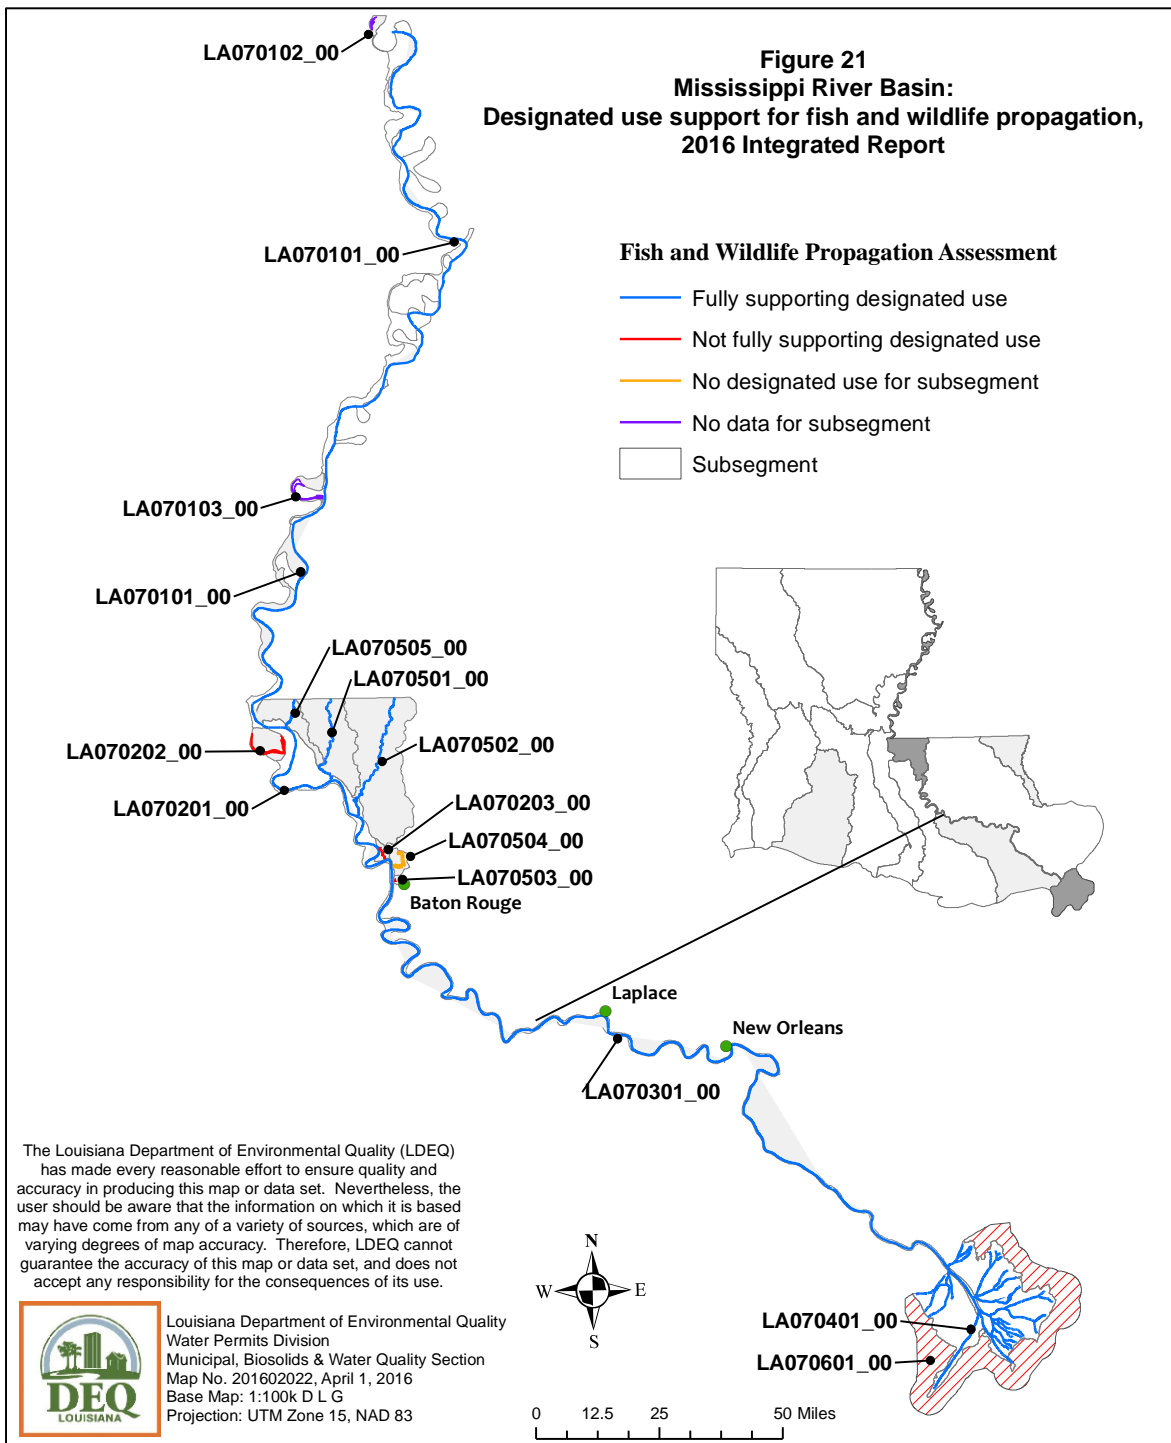 Figure 21
Mississippi River Basin:
Designated use support for fish and wildlife propagation,
2016 Integrated Report
LA070102_00
LA070101_00
Fish and Wildlife Propagation Assessment
Fully supporting designated use
Not fully supporting designated use
No designated use for subsegment
No data for subsegment
Subsegment
LA070103_00
LA070101_00
LA070505_00
LA070501_00
LA070502_00
LA070202_00
LA070201_00
LA070203_00
LA070504_00
LA070503_00
Baton Rouge
Laplace
New Orleans
LA070301_00
The Louisiana Department of Environmental Quality (LDEQ)
has made every reasonable effort to ensure quality and
accuracy in producing this map or data set. Nevertheless, the
user should be aware that the information on which it is based
may have come from any of a variety of sources, which are of
varying degrees of map accuracy. Therefore, LDEQ cannot
guarantee the accuracy of this map or data set, and does not
accept any responsibility for the consequences of its use.
N
W E
S
LA070401_00
LA070601_00
DEQ
LOUISIANA
Louisiana Department of Environmental Quality
Water Permits Division
Municipal, Biosolids & Water Quality Section
Map No. 201602022, April 1, 2016
Base Map: 1:100k D L G
Projection: UTM Zone 15, NAD 83
0 12.5 25 50 Miles